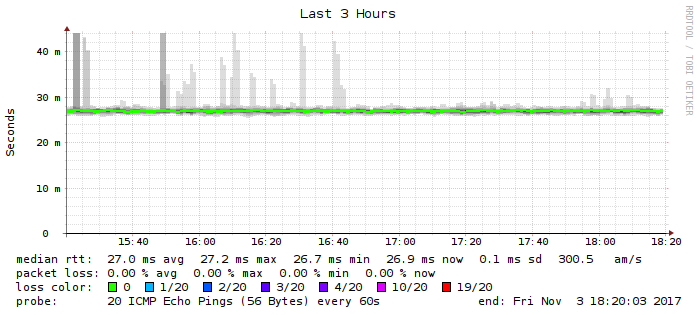 Last 3 Hours
RRDTOOL / TOBI OETIKER
Seconds
40 m
30 m
20 m
10 m
0
15:40 16:00 16:20 16:40 17:00 17:20 17:40 18:00 18:20
median rtt: 27.0 ms avg 27.2 ms max 26.7 ms min 26.9 ms now 0.1 ms sd 300.5 am/s
packet loss: 0.00 % avg 0.00 % max 0.00 % min 0.00 % now
loss color: 0 1/20 2/20 3/20 4/20 10/20 19/20
probe: 20 ICMP Echo Pings (56 Bytes) every 60s end: Fri Nov 3 18:20:03 2017